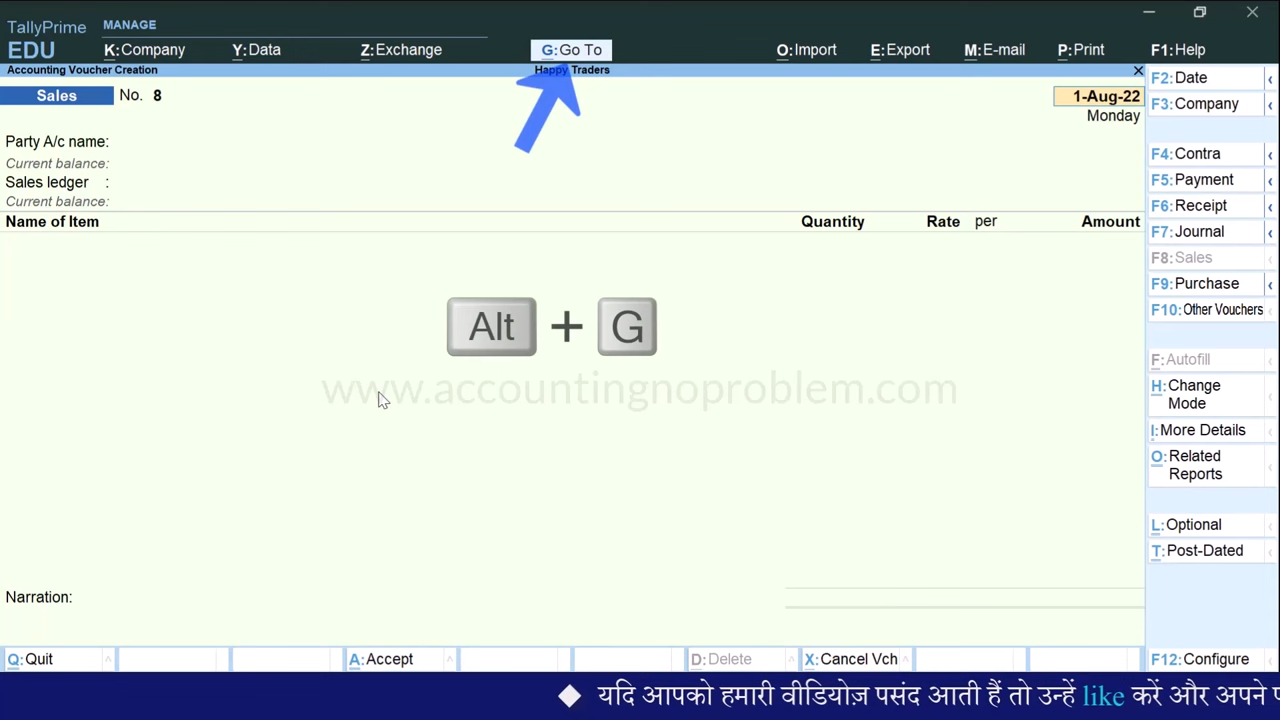 TallyPrime MANAGE
EDU K:Company Y:Data Z:Exchange G:Go To O:Import E:Export M:E-mail P:Print F1:Help
Accounting Voucher Creation Happy Traders
Sales No. 8 1-Aug-22
Monday
Party A/c name:
Current balance:
Sales ledger :
Current balance:
Name of Item Quantity Rate per Amount
Alt + G
www.accountingnoproblem.com
Narration:
F2:Date
F3:Company
F4:Contra
F5:Payment
F6:Receipt
F7:Journal
F8:Sales
F9:Purchase
F10:Other Vouchers
F:Autofill
H:Change
Mode
I:More Details
O:Related
Reports
L:Optional
T:Post-Dated
Q:Quit A:Accept D:Delete X:Cancel Vch F12:Configure
यदि आपको हमारी वीडियोज़ पसंद आती हैं तो उन्हें like करें और अपने